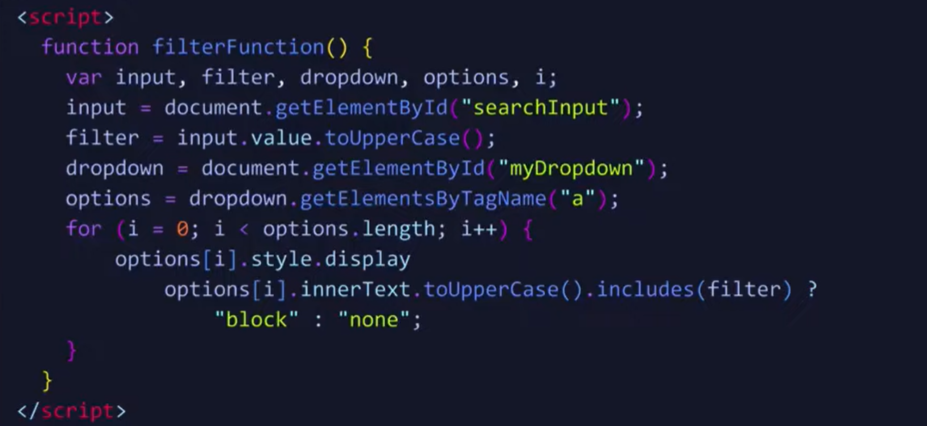 <script>
function filterFunction() {
var input, filter, dropdown, options, i;
input = document.getElementById("searchInput");
filter = input.value.toUpperCase();
dropdown = document.getElementById("myDropdown");
options = dropdown.getElementsByTagName("a");
for (i = 0; i < options.length; i++) {
options[i].style.display
options[i].innerText.toUpperCase().includes(filter) ?
"block" : "none";
}
}
</script>